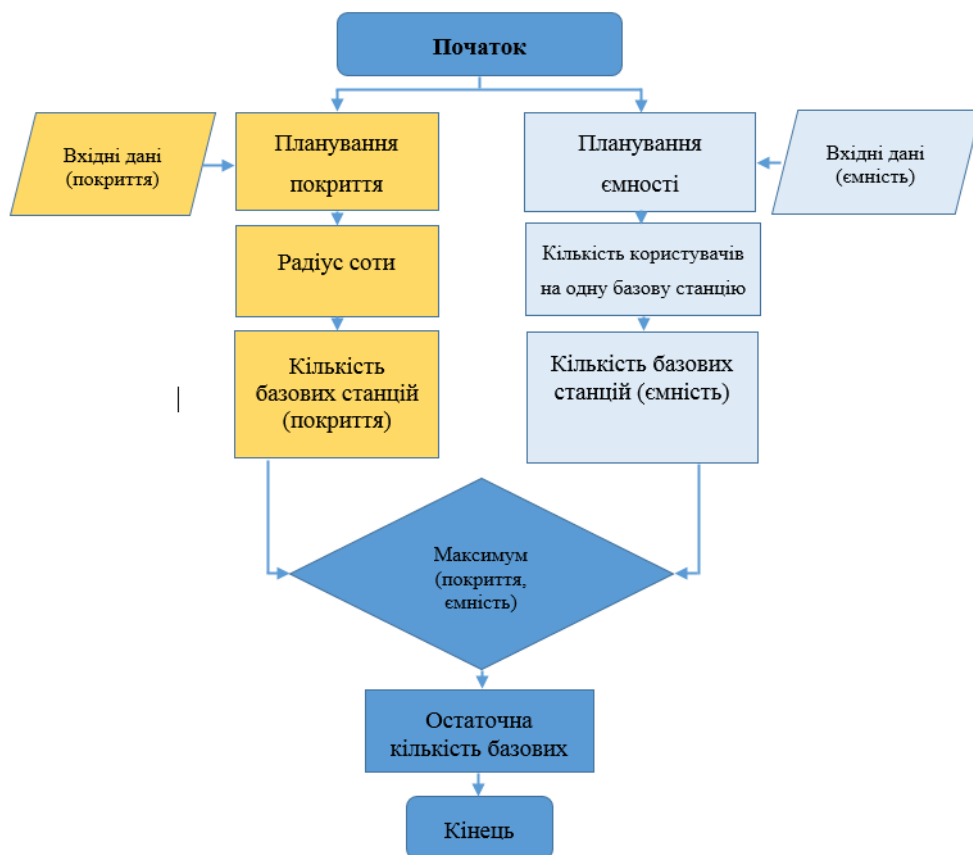 Початок
Вхідні дані
(покриття)
Планування
покриття
Планування
ємності
Вхідні дані
(ємність)
Радіус соти
Кількість користувачів
на одну базову станцію
Кількість
базових станцій
(покриття)
Кількість базових
станцій (ємність)
Максимум
(покриття,
ємність)
Остаточна
кількість базових
Кінець